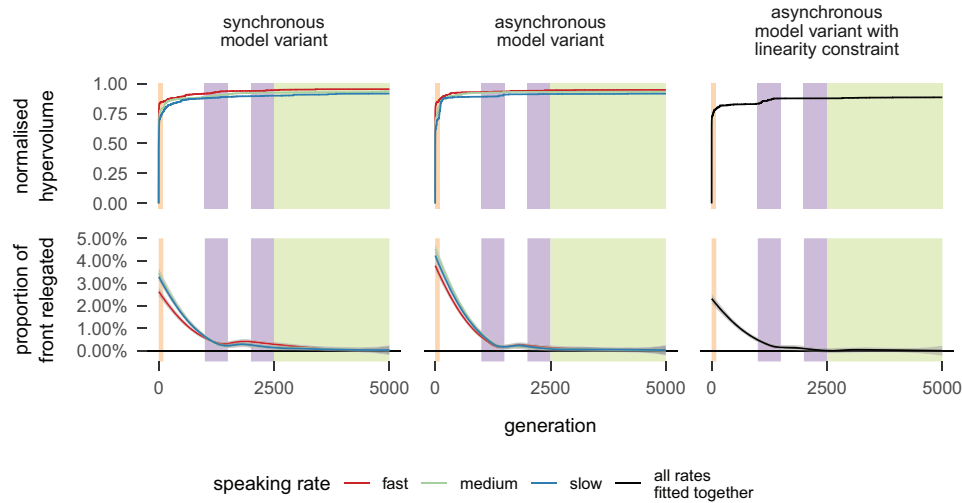 synchronous
model variant
asynchronous
model variant
asynchronous
model variant with
linearity constraint
normalised
hypervolume
1.00
0.75
0.50
0.25
0.00
proportion of
front relegated
5.00%
4.00%
3.00%
2.00%
1.00%
0.00%
0 2500 5000
0 2500 5000
0 2500 5000
generation
speaking rate fast medium slow all rates
fitted together